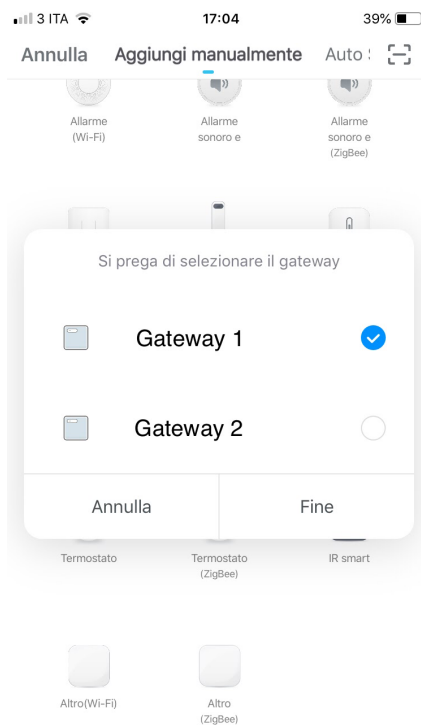 3 ITA 17:04 39%
Annulla Aggiungi manualmente Auto S
Allarme Allarme Allarme
(Wi-Fi) sonoro e sonoro e
(ZigBee)
Si prega di selezionare il gateway
Gateway 1
Gateway 2
Annulla Fine
Termostato Termostato IR smart
(ZigBee)
Altro(Wi-Fi) Altro
(ZigBee)